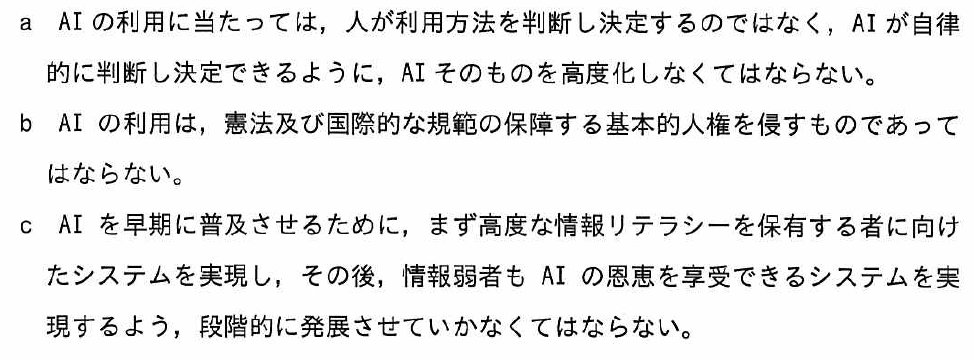 a AI の利用に当たっては，人が利用方法を判断し決定するのではなく，AI が自律
的に判断し決定できるように，AI そのものを高度化しなくてはならない。
b AI の利用は，憲法及び国際的な規範の保障する基本的人権を侵すものであって
はならない。
c AI を早期に普及させるために，まず高度な情報リテラシーを保有する者に向け
たシステムを実現し，その後，情報弱者も AI の恩恵を享受できるシステムを実
現するよう，段階的に発展させていかなくてはならない。